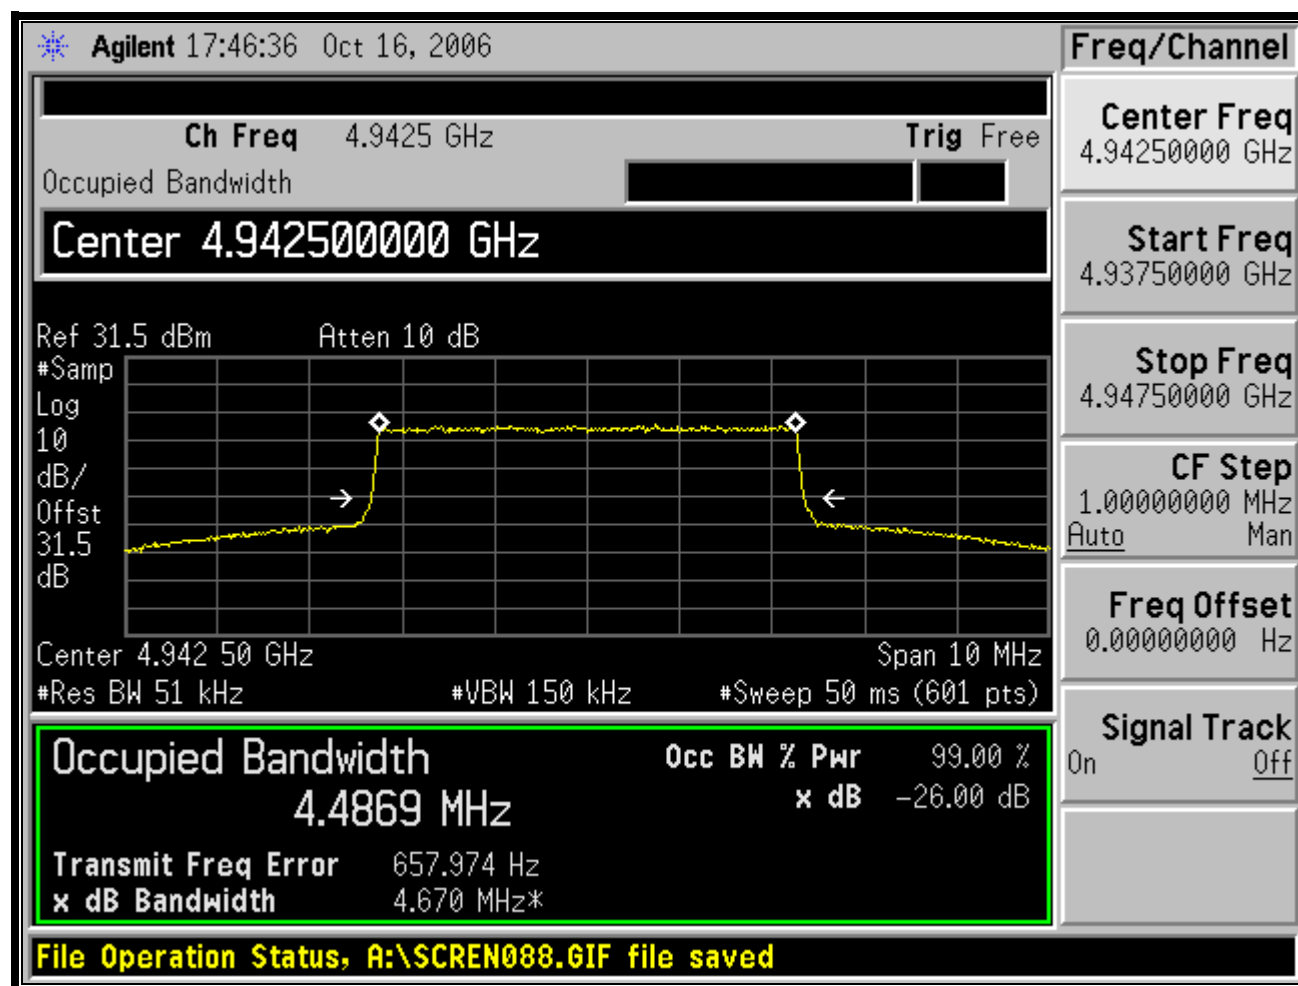 Agilent 17:46:36 Oct 16, 2006
Freq/Channel
Ch Freq 4.9425 GHz Trig Free
Occupied Bandwidth
Center 4.942500000 GHz
Ref 31.5 dBm Atten 10 dB
#Samp
Log
10
dB/
Offst
31.5
dB
Center 4.942 50 GHz Span 10 MHz
#Res BW 51 kHz #VBW 150 kHz #Sweep 50 ms (601 pts)
Occupied Bandwidth Occ BW % Pwr 99.00 %
4.4869 MHz x dB -26.00 dB
Transmit Freq Error 657.974 Hz
x dB Bandwidth 4.670 MHz*
File Operation Status, A:\SCREN088.GIF file saved
Center Freq
4.94250000 GHz
Start Freq
4.93750000 GHz
Stop Freq
4.94750000 GHz
CF Step
1.00000000 MHz
Auto Man
Freq Offset
0.00000000 Hz
Signal Track
On Off